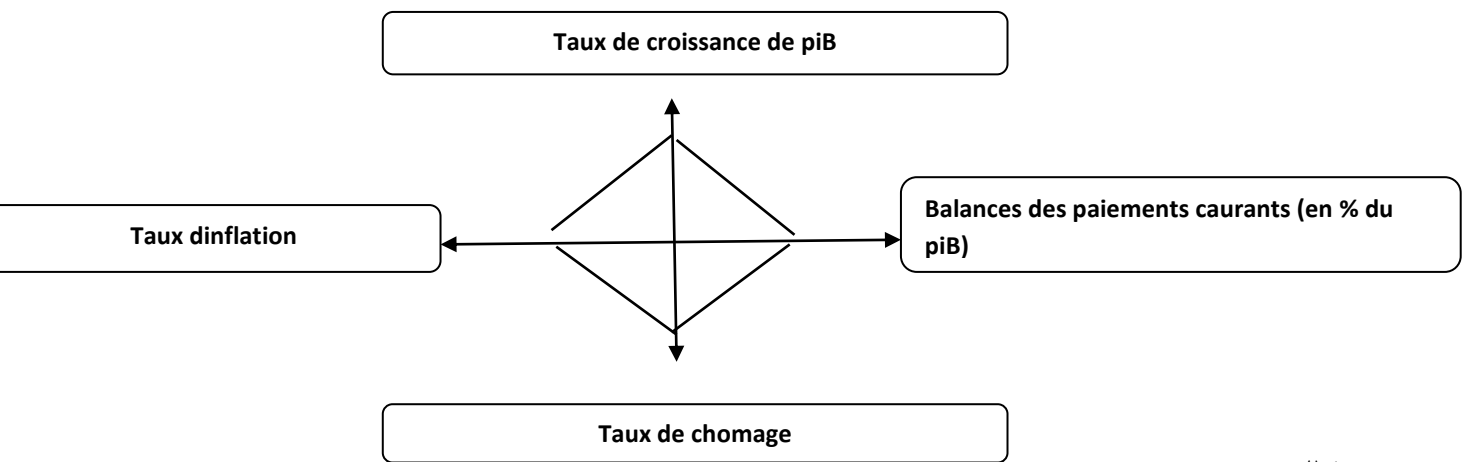 Taux de croissance de piB
Taux dinflation
Balances des paiements caurants (en % du
piB)
Taux de chomage